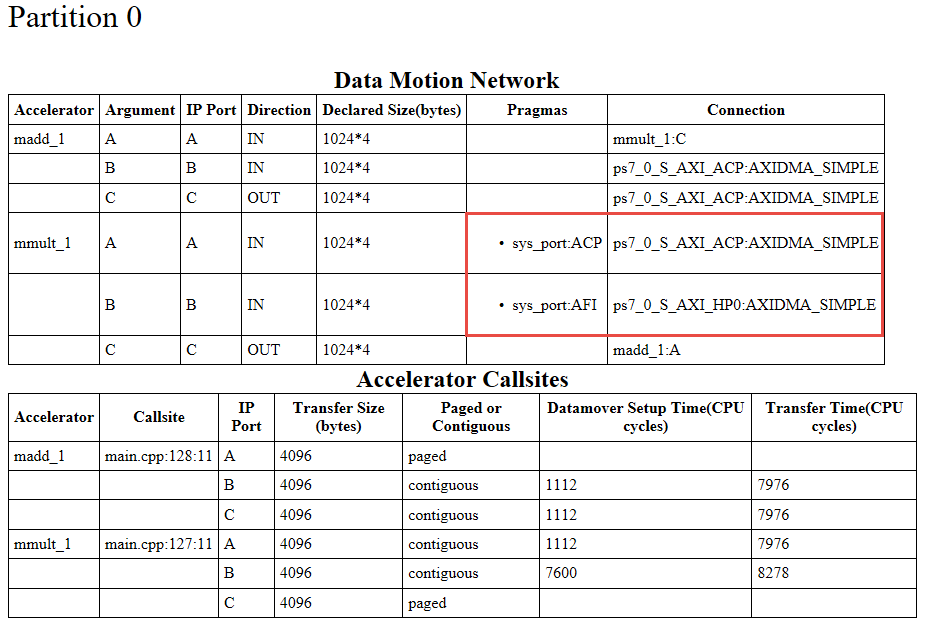 Partition 0
Data Motion Network
Accelerator Argument IP Port Direction Declared Size(bytes) Pragmas Connection
madd_1 A A IN 1024*4 mmult_1:C
B B IN 1024*4 ps7_0_S_AXI_ACP:AXIDMA_SIMPLE
C C OUT 1024*4 ps7_0_S_AXI_ACP:AXIDMA_SIMPLE
mmult_1 A A IN 1024*4 • sys_port:ACP ps7_0_S_AXI_ACP:AXIDMA_SIMPLE
B B IN 1024*4 • sys_port:AFI ps7_0_S_AXI_HP0:AXIDMA_SIMPLE
C C OUT 1024*4 madd_1:A
Accelerator Callsites
Accelerator Callsite IP Port Transfer Size (bytes) Paged or Contiguous Datamover Setup Time(CPU cycles) Transfer Time(CPU cycles)
madd_1 main.cpp:128:11 A 4096 paged
B 4096 contiguous 1112 7976
C 4096 contiguous 1112 7976
mmult_1 main.cpp:127:11 A 4096 contiguous 1112 7976
B 4096 contiguous 7600 8278
C 4096 paged